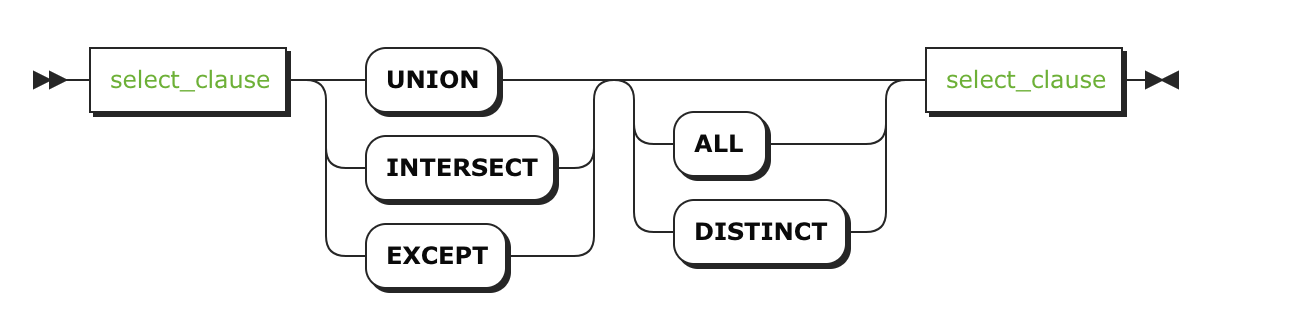 select_clause
UNION
INTERSECT
EXCEPT
ALL
DISTINCT
select_clause